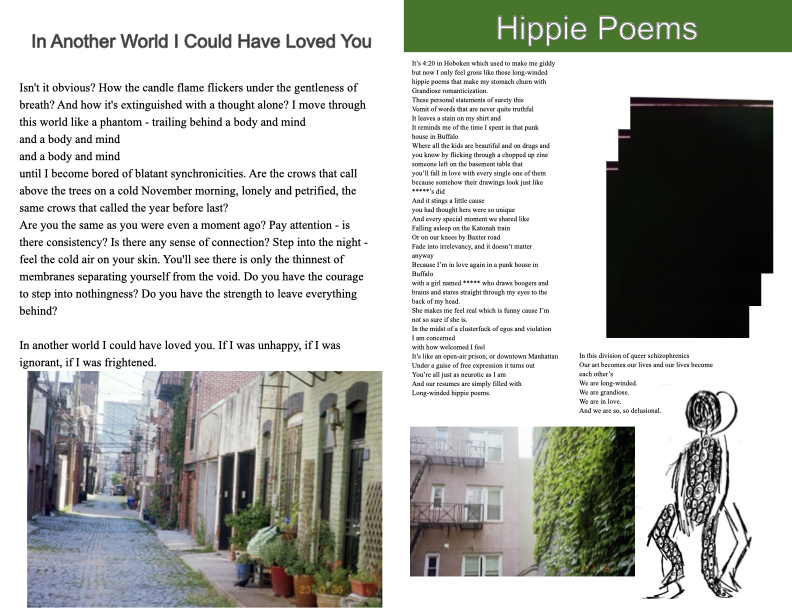 In Another World I Could Have Loved You
Isn't it obvious? How the candle flame flickers under the gentleness of
breath? And how it's extinguished with a thought alone? I move through
this world like a phantom - trailing behind a body and mind
and a body and mind
and a body and mind
until I become bored of blatant synchronicities. Are the crows that call
above the trees on a cold November morning, lonely and petrified, the
same crows that called the year before last?
Are you the same as you were even a moment ago? Pay attention - is
there consistency? Is there any sense of connection? Step into the night -
feel the cold air on your skin. You'll see there is only the thinnest of
membranes separating yourself from the void. Do you have the courage
to step into nothingness? Do you have the strength to leave everything
behind?
In another world I could have loved you. If I was unhappy, if I was
ignorant, if I was frightened.
Hippie Poems
It's 4:20 in Hoboken which used to make me giddy
but now I only feel gross like those long-winded
hippie poems that make my stomach churn with
Grandiose romanticization.
These personal statements of surety this
Vomit of words that are never quite truthful
It leaves a stain on my shirt and
It reminds me of the time I spent in that punk
house in Buffalo
Where all the kids are beautiful and on drugs and
you know by flicking through a chopped up zine
someone left on the basement table that
you'll fall in love with every single one of them
because somehow their drawings look just like
*****'s did
And it stings a little cause
you had thought hers were so unique
And every special moment we shared like
Falling asleep on the Katonah train
Or on our knees by Baxter road
Fade into irrelevancy, and it doesn't matter
anyway
Because I'm in love again in a punk house in
Buffalo
with a girl named ***** who draws boogers and
brains and stares straight through my eyes to the
back of my head.
She makes me feel real which is funny cause I'm
not so sure if she is.
In the midst of a clusterfuck of egos and violation
I am concerned
with how welcomed I feel
It's like an open-air prison, or downtown Manhattan
Under a guise of free expression it turns out
You're all just as neurotic as I am
And our resumes are simply filled with
Long-winded hippie poems.
In this division of queer schizophrenics
Our art becomes our lives and our lives become
each other's
We are long-winded.
We are grandiose.
We are in love.
And we are so, so delusional.